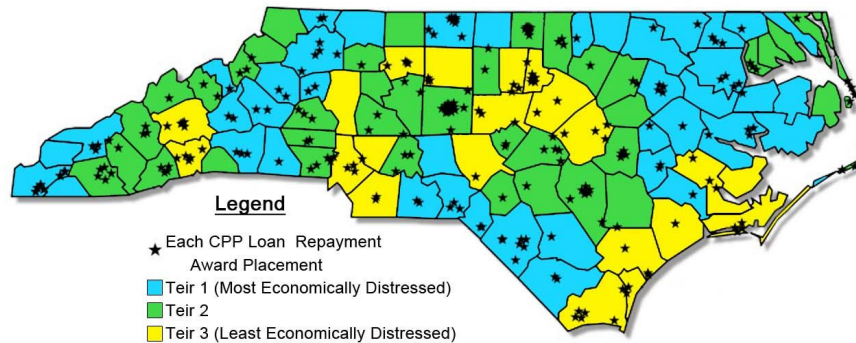 Legend
Each CPP Loan Repayment
Award Placement
Teir 1 (Most Economically Distressed)
Teir 2
Teir 3 (Least Economically Distressed)